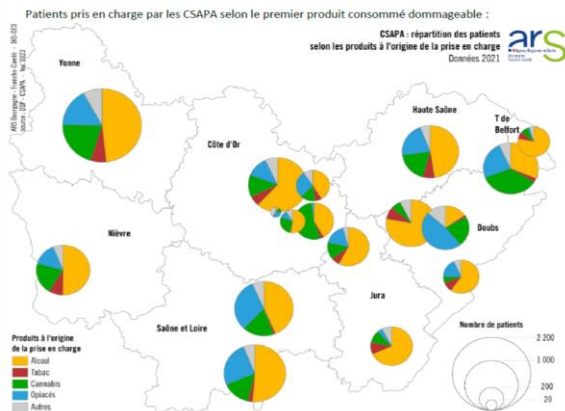 Patients pris en charge par les CSAPA selon le premier produit consommé dommageable :
CSAPA : répartition des patients
selon les produits à l'origine de la prise en charge
Données 2021
ars
Yonne
Haute Saône
T de
Belfort
Côte d'Or
Doubs
Nièvre
Jura
Saône et Loire
Produits à l'origine
de la prise en charge
Alcool
Tabac
Cannabis
Opiacés
Autres
Nombre de patients
2 200
1 000
200
20